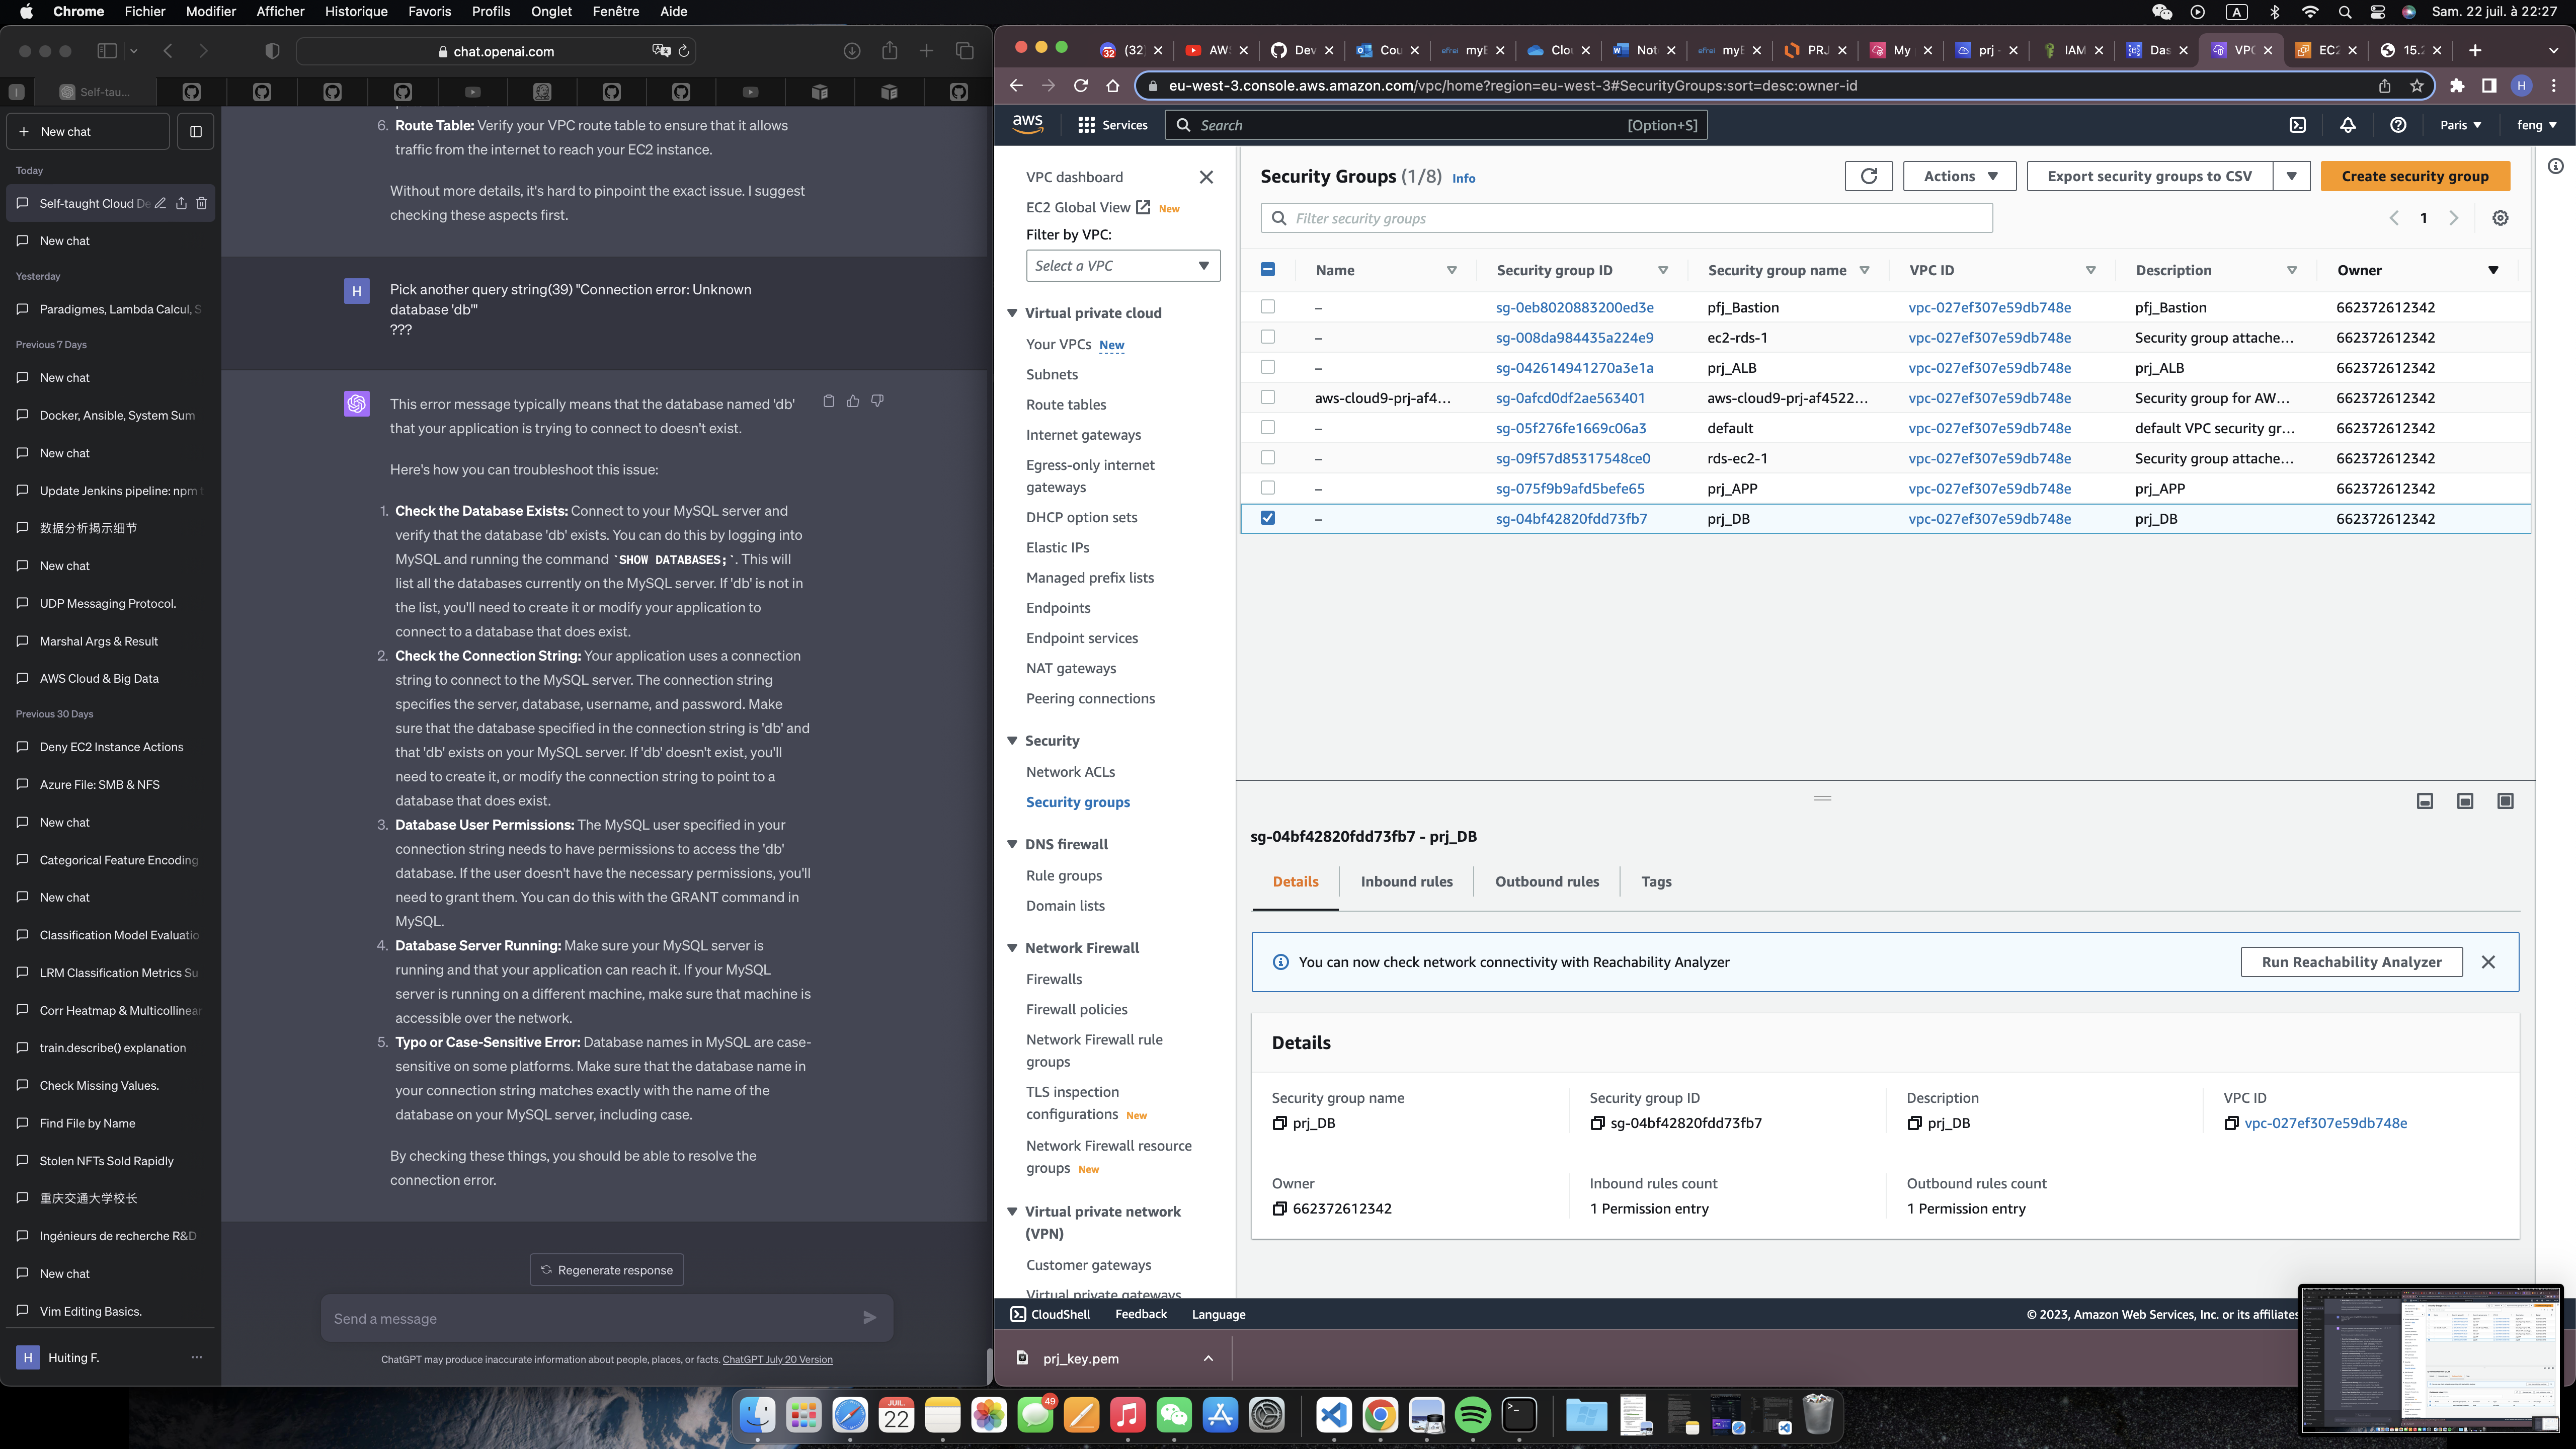 Chrome Fichier Modifier Afficher Historique Favoris Profils Onglet Fenêtre Aide
A Sam. 22 juil. à 22:27
chat.openai.com
Self-tau...
New chat
Today
Self-taught Cloud De
New chat
Yesterday
Paradigmes, Lambda Calcul, S
Previous 7 Days
New chat
Docker, Ansible, System Sum
New chat
Update Jenkins pipeline: npm
数据分析揭示细节
New chat
UDP Messaging Protocol.
Marshal Args & Result
AWS Cloud & Big Data
Previous 30 Days
Deny EC2 Instance Actions
Azure File: SMB & NFS
New chat
Categorical Feature Encoding
New chat
Classification Model Evaluatio
LRM Classification Metrics Su
Corr Heatmap & Multicollinear
train.describe() explanation
Check Missing Values.
Find File by Name
Stolen NFTs Sold Rapidly
重庆交通大学校长
Ingénieurs de recherche R&D
New chat
Vim Editing Basics.
H Huiting F.
6. Route Table: Verify your VPC route table to ensure that it allows
traffic from the internet to reach your EC2 instance.
Without more details, it's hard to pinpoint the exact issue. I suggest
checking these aspects first.
H
Pick another query string(39) "Connection error: Unknown
database 'db'"
???
This error message typically means that the database named 'db'
that your application is trying to connect to doesn't exist.
Here's how you can troubleshoot this issue:
1. Check the Database Exists: Connect to your MySQL server and
verify that the database 'db' exists. You can do this by logging into
MySQL and running the command `SHOW DATABASES;`. This will
list all the databases currently on the MySQL server. If 'db' is not in
the list, you'll need to create it or modify your application to
connect to a database that does exist.
2. Check the Connection String: Your application uses a connection
string to connect to the MySQL server. The connection string
specifies the server, database, username, and password. Make
sure that the database specified in the connection string is 'db' and
that 'db' exists on your MySQL server. If 'db' doesn't exist, you'll
need to create it, or modify the connection string to point to a
database that does exist.
3. Database User Permissions: The MySQL user specified in your
connection string needs to have permissions to access the 'db'
database. If the user doesn't have the necessary permissions, you'll
need to grant them. You can do this with the GRANT command in
MySQL.
4. Database Server Running: Make sure your MySQL server is
running and that your application can reach it. If your MySQL
server is running on a different machine, make sure that machine is
accessible over the network.
5. Typo or Case-Sensitive Error: Database names in MySQL are case-
sensitive on some platforms. Make sure that the database name in
your connection string matches exactly with the name of the
database on your MySQL server, including case.
By checking these things, you should be able to resolve the
connection error.
Regenerate response
Send a message
ChatGPT may produce inaccurate information about people, places, or facts. ChatGPT July 20 Version
(32) AW Dev Cou myE Clo Not myE PRJ My prj IAM Das VPC EC2 15.2
eu-west-3.console.aws.amazon.com/vpc/home?region=eu-west-3#SecurityGroups:sort=desc:owner-id
H
aws Services Search [Option+S] Paris feng
VPC dashboard
EC2 Global View New
Filter by VPC:
Select a VPC
Virtual private cloud
Your VPCs New
Subnets
Route tables
Internet gateways
Egress-only internet
gateways
DHCP option sets
Elastic IPs
Managed prefix lists
Endpoints
Endpoint services
NAT gateways
Peering connections
Security
Network ACLs
Security groups
DNS firewall
Rule groups
Domain lists
Network Firewall
Firewalls
Firewall policies
Network Firewall rule
groups
TLS inspection
configurations New
Network Firewall resource
groups New
Virtual private network
(VPN)
Customer gateways
Virtual private gateways
Security Groups (1/8) Info
Actions Export security groups to CSV Create security group
Filter security groups
1
Name Security group ID Security group name VPC ID Description Owner
– sg-0eb8020883200ed3e pfj_Bastion vpc-027ef307e59db748e pfj_Bastion 662372612342
– sg-008da984435a224e9 ec2-rds-1 vpc-027ef307e59db748e Security group attache... 662372612342
– sg-042614941270a3e1a prj_ALB vpc-027ef307e59db748e prj_ALB 662372612342
aws-cloud9-prj-af4... sg-0afcd0df2ae563401 aws-cloud9-prj-af4522... vpc-027ef307e59db748e Security group for AW... 662372612342
– sg-05f276fe1669c06a3 default vpc-027ef307e59db748e default VPC security gr... 662372612342
– sg-09f57d85317548ce0 rds-ec2-1 vpc-027ef307e59db748e Security group attache... 662372612342
– sg-075f9b9afd5befe65 prj_APP vpc-027ef307e59db748e prj_APP 662372612342
– sg-04bf42820fdd73fb7 prj_DB vpc-027ef307e59db748e prj_DB 662372612342
sg-04bf42820fdd73fb7 - prj_DB
Details Inbound rules Outbound rules Tags
You can now check network connectivity with Reachability Analyzer Run Reachability Analyzer
Details
Security group name Security group ID Description VPC ID
prj_DB sg-04bf42820fdd73fb7 prj_DB vpc-027ef307e59db748e
Owner Inbound rules count Outbound rules count
662372612342 1 Permission entry 1 Permission entry
CloudShell Feedback Language © 2023, Amazon Web Services, Inc. or its affiliates
prj_key.pem
JUIL.
22
49